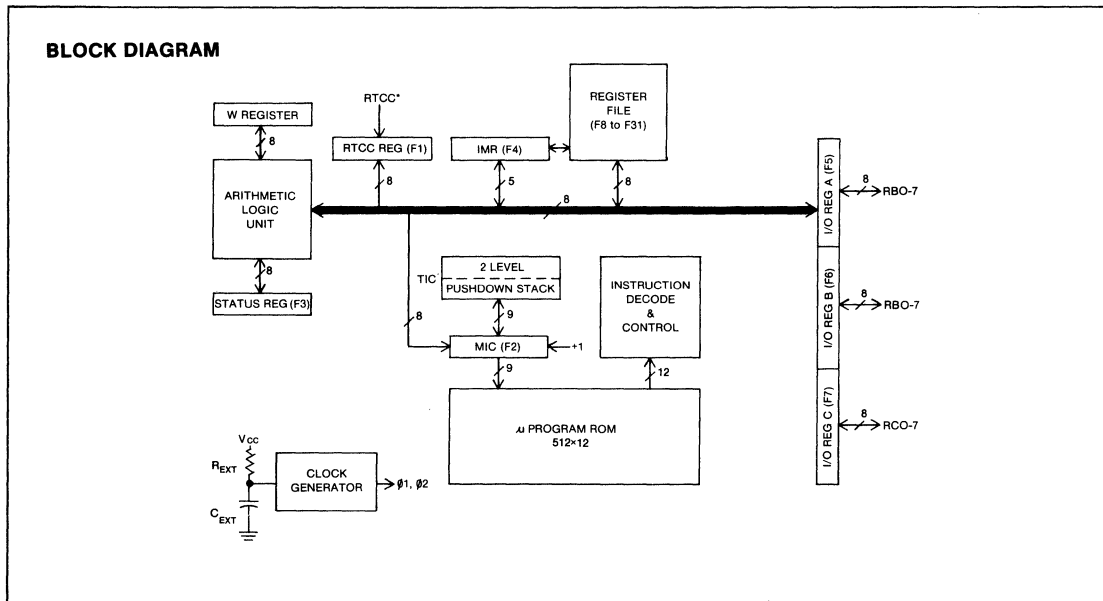 BLOCK DIAGRAM
W REGISTER
8
ARITHMETIC
LOGIC
UNIT
8
STATUS REG (F3)
RTCC*
RTCC REG (F1)
8
IMR (F4)
5
REGISTER
FILE
(F8 to F31)
8
8
TIC
2 LEVEL
PUSHDOWN STACK
9
8
MIC (F2)
+1
9
INSTRUCTION
DECODE
&
CONTROL
12
µ PROGRAM ROM
512×12
VCC
REXT
CEXT
CLOCK
GENERATOR
Ø1, Ø2
I/O REG A (F5)
8
RBO-7
I/O REG B (F6)
8
RBO-7
I/O REG C (F7)
8
RCO-7